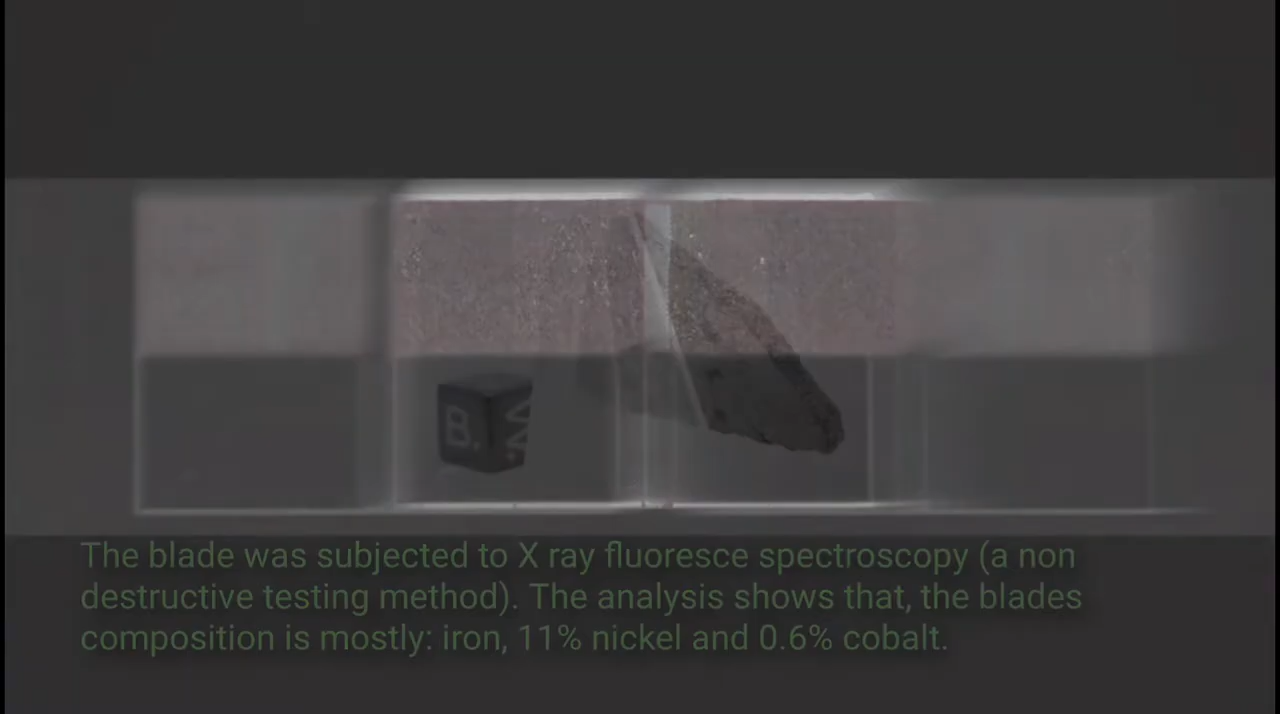 B.
W.
The blade was subjected to X ray fluoresce spectroscopy (a non
destructive testing method). The analysis shows that, the blades
composition is mostly: iron, 11% nickel and 0.6% cobalt.